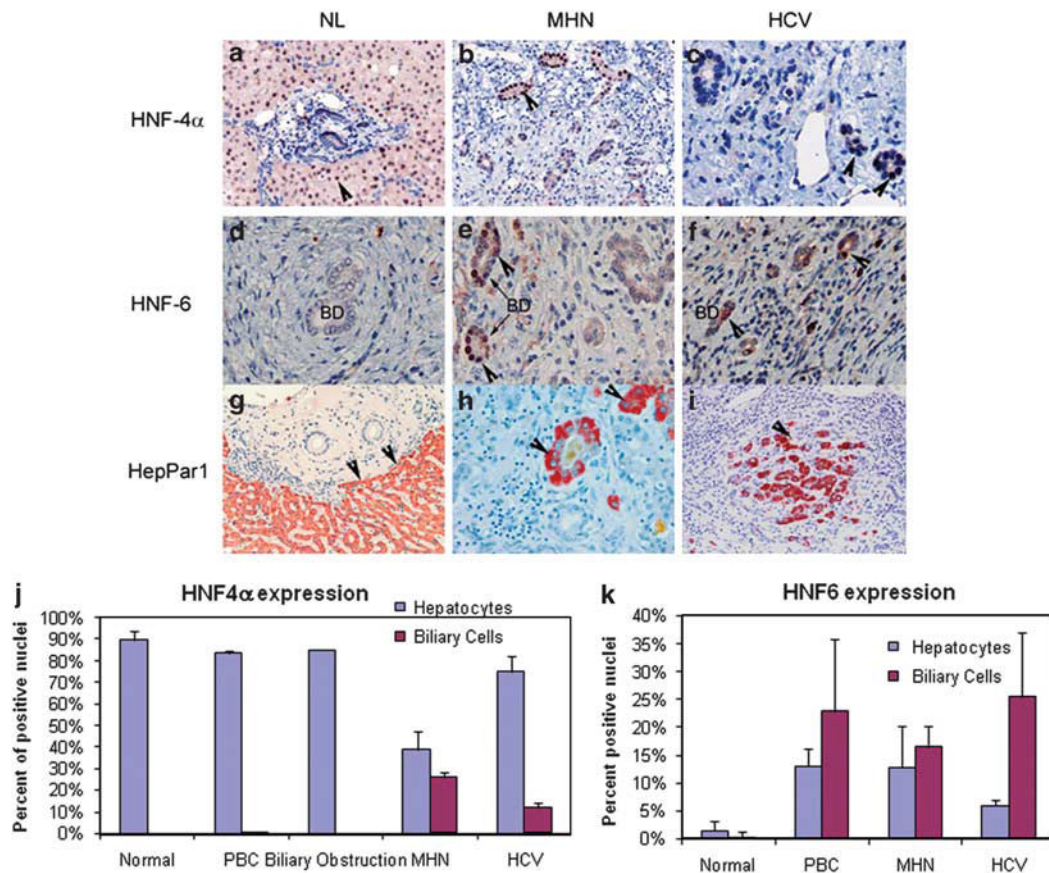 NL MHN HCV
HNF-4α
a b c
HNF-6
d e f
BD BD BD
HepPar1
g h i
j HNF4α expression
Hepatocytes
Biliary Cells
Percent of positive nuclei
100%
90%
80%
70%
60%
50%
40%
30%
20%
10%
0%
Normal PBC Biliary Obstruction MHN HCV
k HNF6 expression
Hepatocytes
Biliary Cells
Percent positive nuclei
40%
35%
30%
25%
20%
15%
10%
5%
0%
Normal PBC MHN HCV